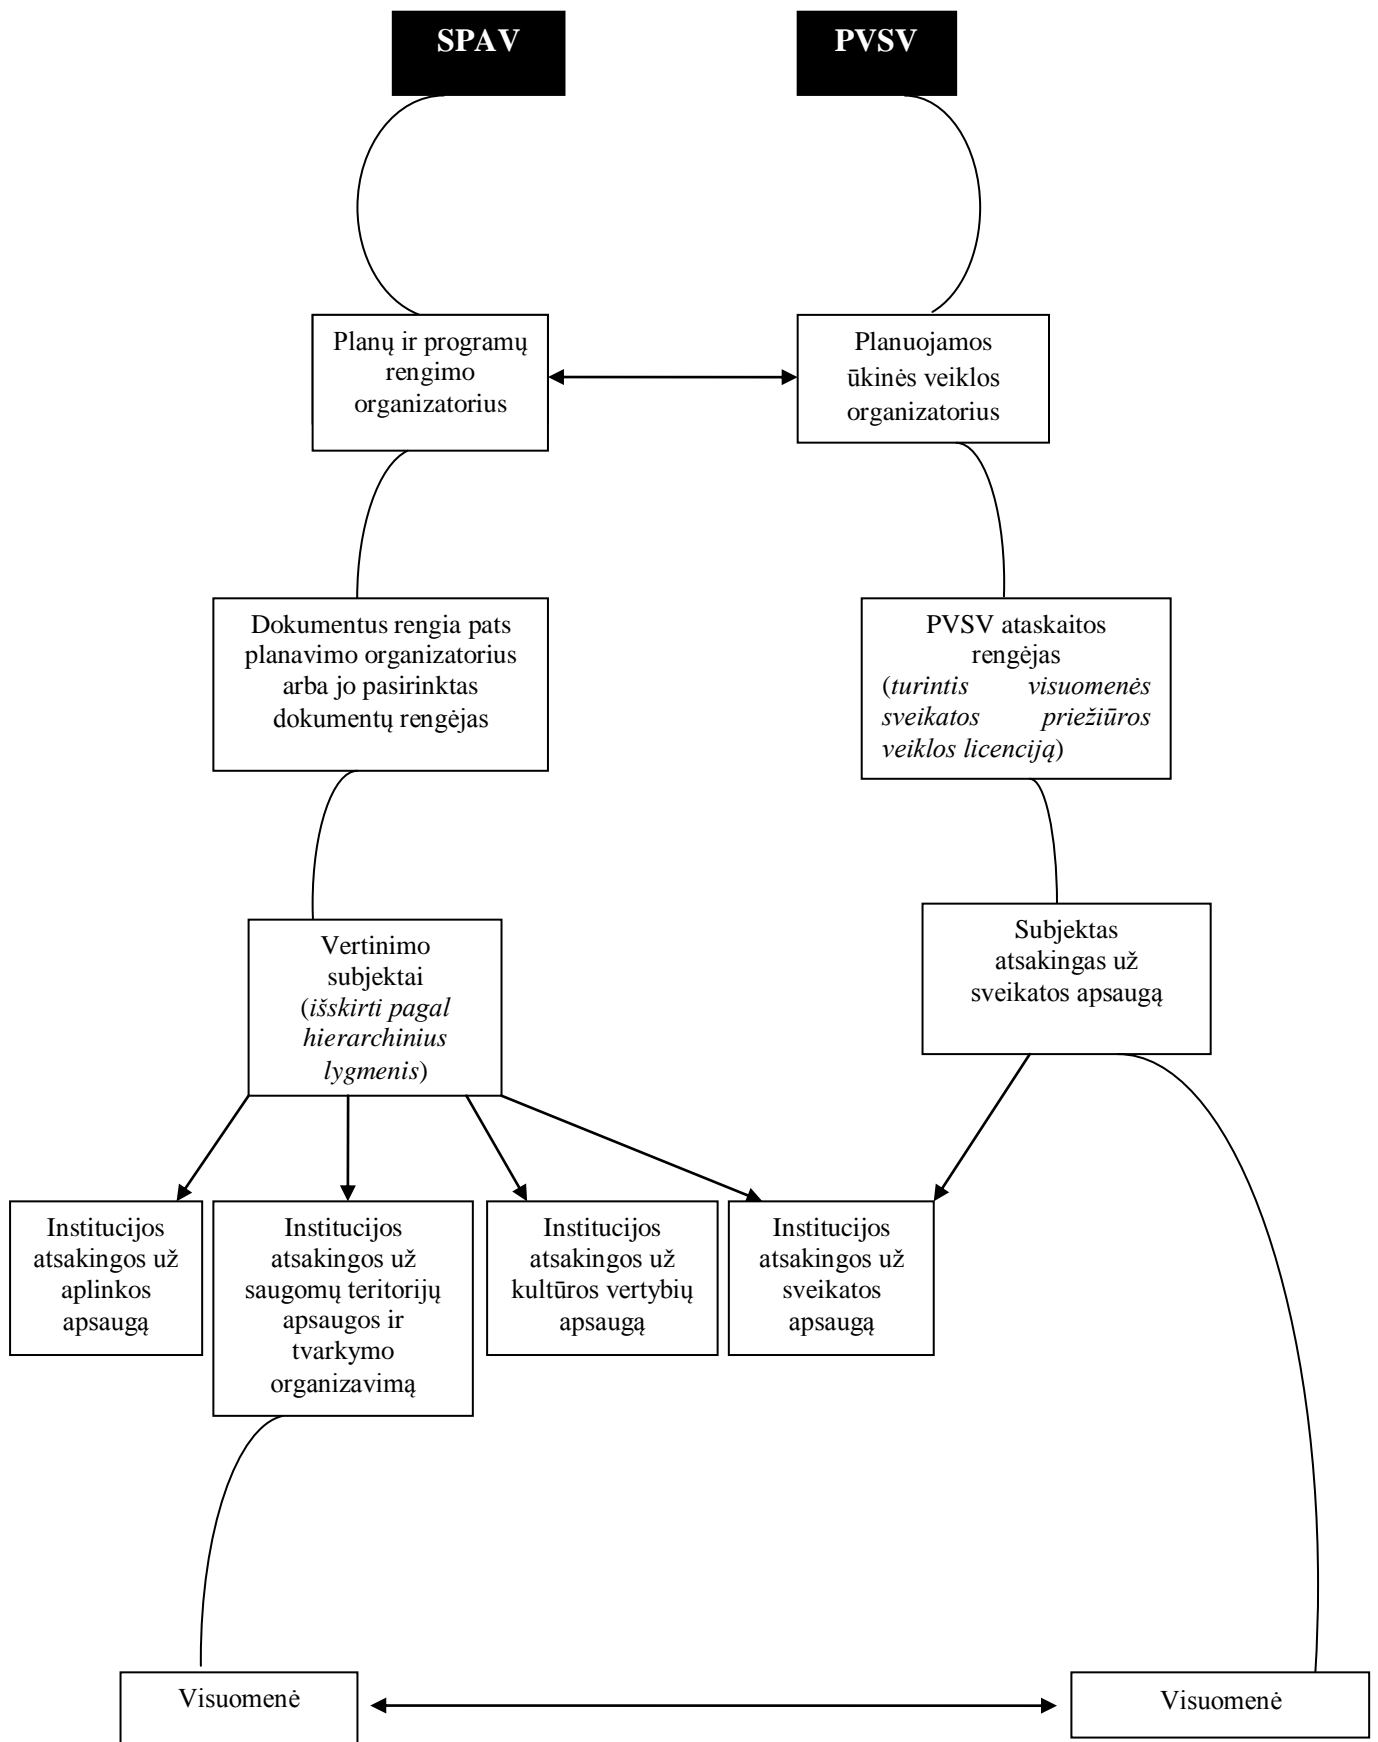 SPAV
PVSV
Planų ir programų
rengimo
organizatorius
Planuojamos
ūkinės veiklos
organizatorius
Dokumentus rengia pats
planavimo organizatorius
arba jo pasirinktas
dokumentų rengėjas
PVSV ataskaitos
rengėjas
(turintis visuomenės
sveikatos priežiūros
veiklos licenciją)
Vertinimo
subjektai
(išskirti pagal
hierarchinius
lygmenis)
Subjektas
atsakingas už
sveikatos apsaugą
Institucijos
atsakingos už
aplinkos
apsaugą
Institucijos
atsakingos už
saugomų teritorijų
apsaugos ir
tvarkymo
organizavimą
Institucijos
atsakingos už
kultūros vertybių
apsaugą
Institucijos
atsakingos už
sveikatos
apsaugą
Visuomenė
Visuomenė